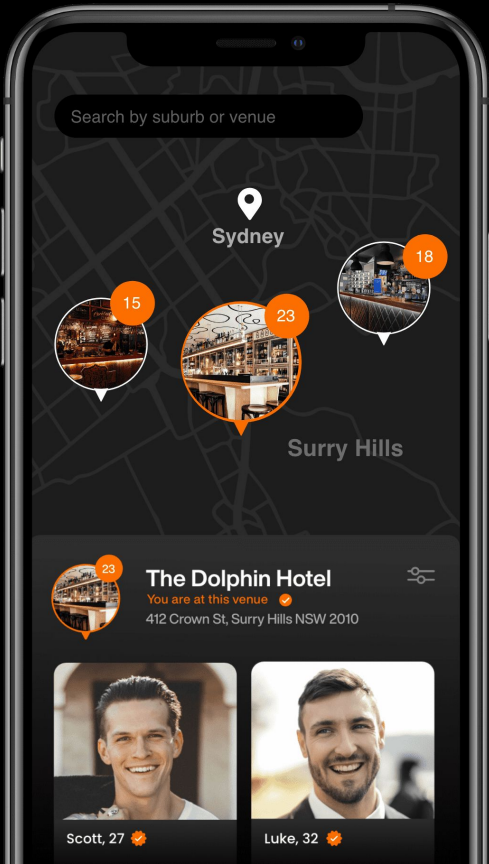 Search by suburb or venue
Sydney
18
15
23
Surry Hills
23
The Dolphin Hotel
You are at this venue
412 Crown St, Surry Hills NSW 2010
Scott, 27
Luke, 32